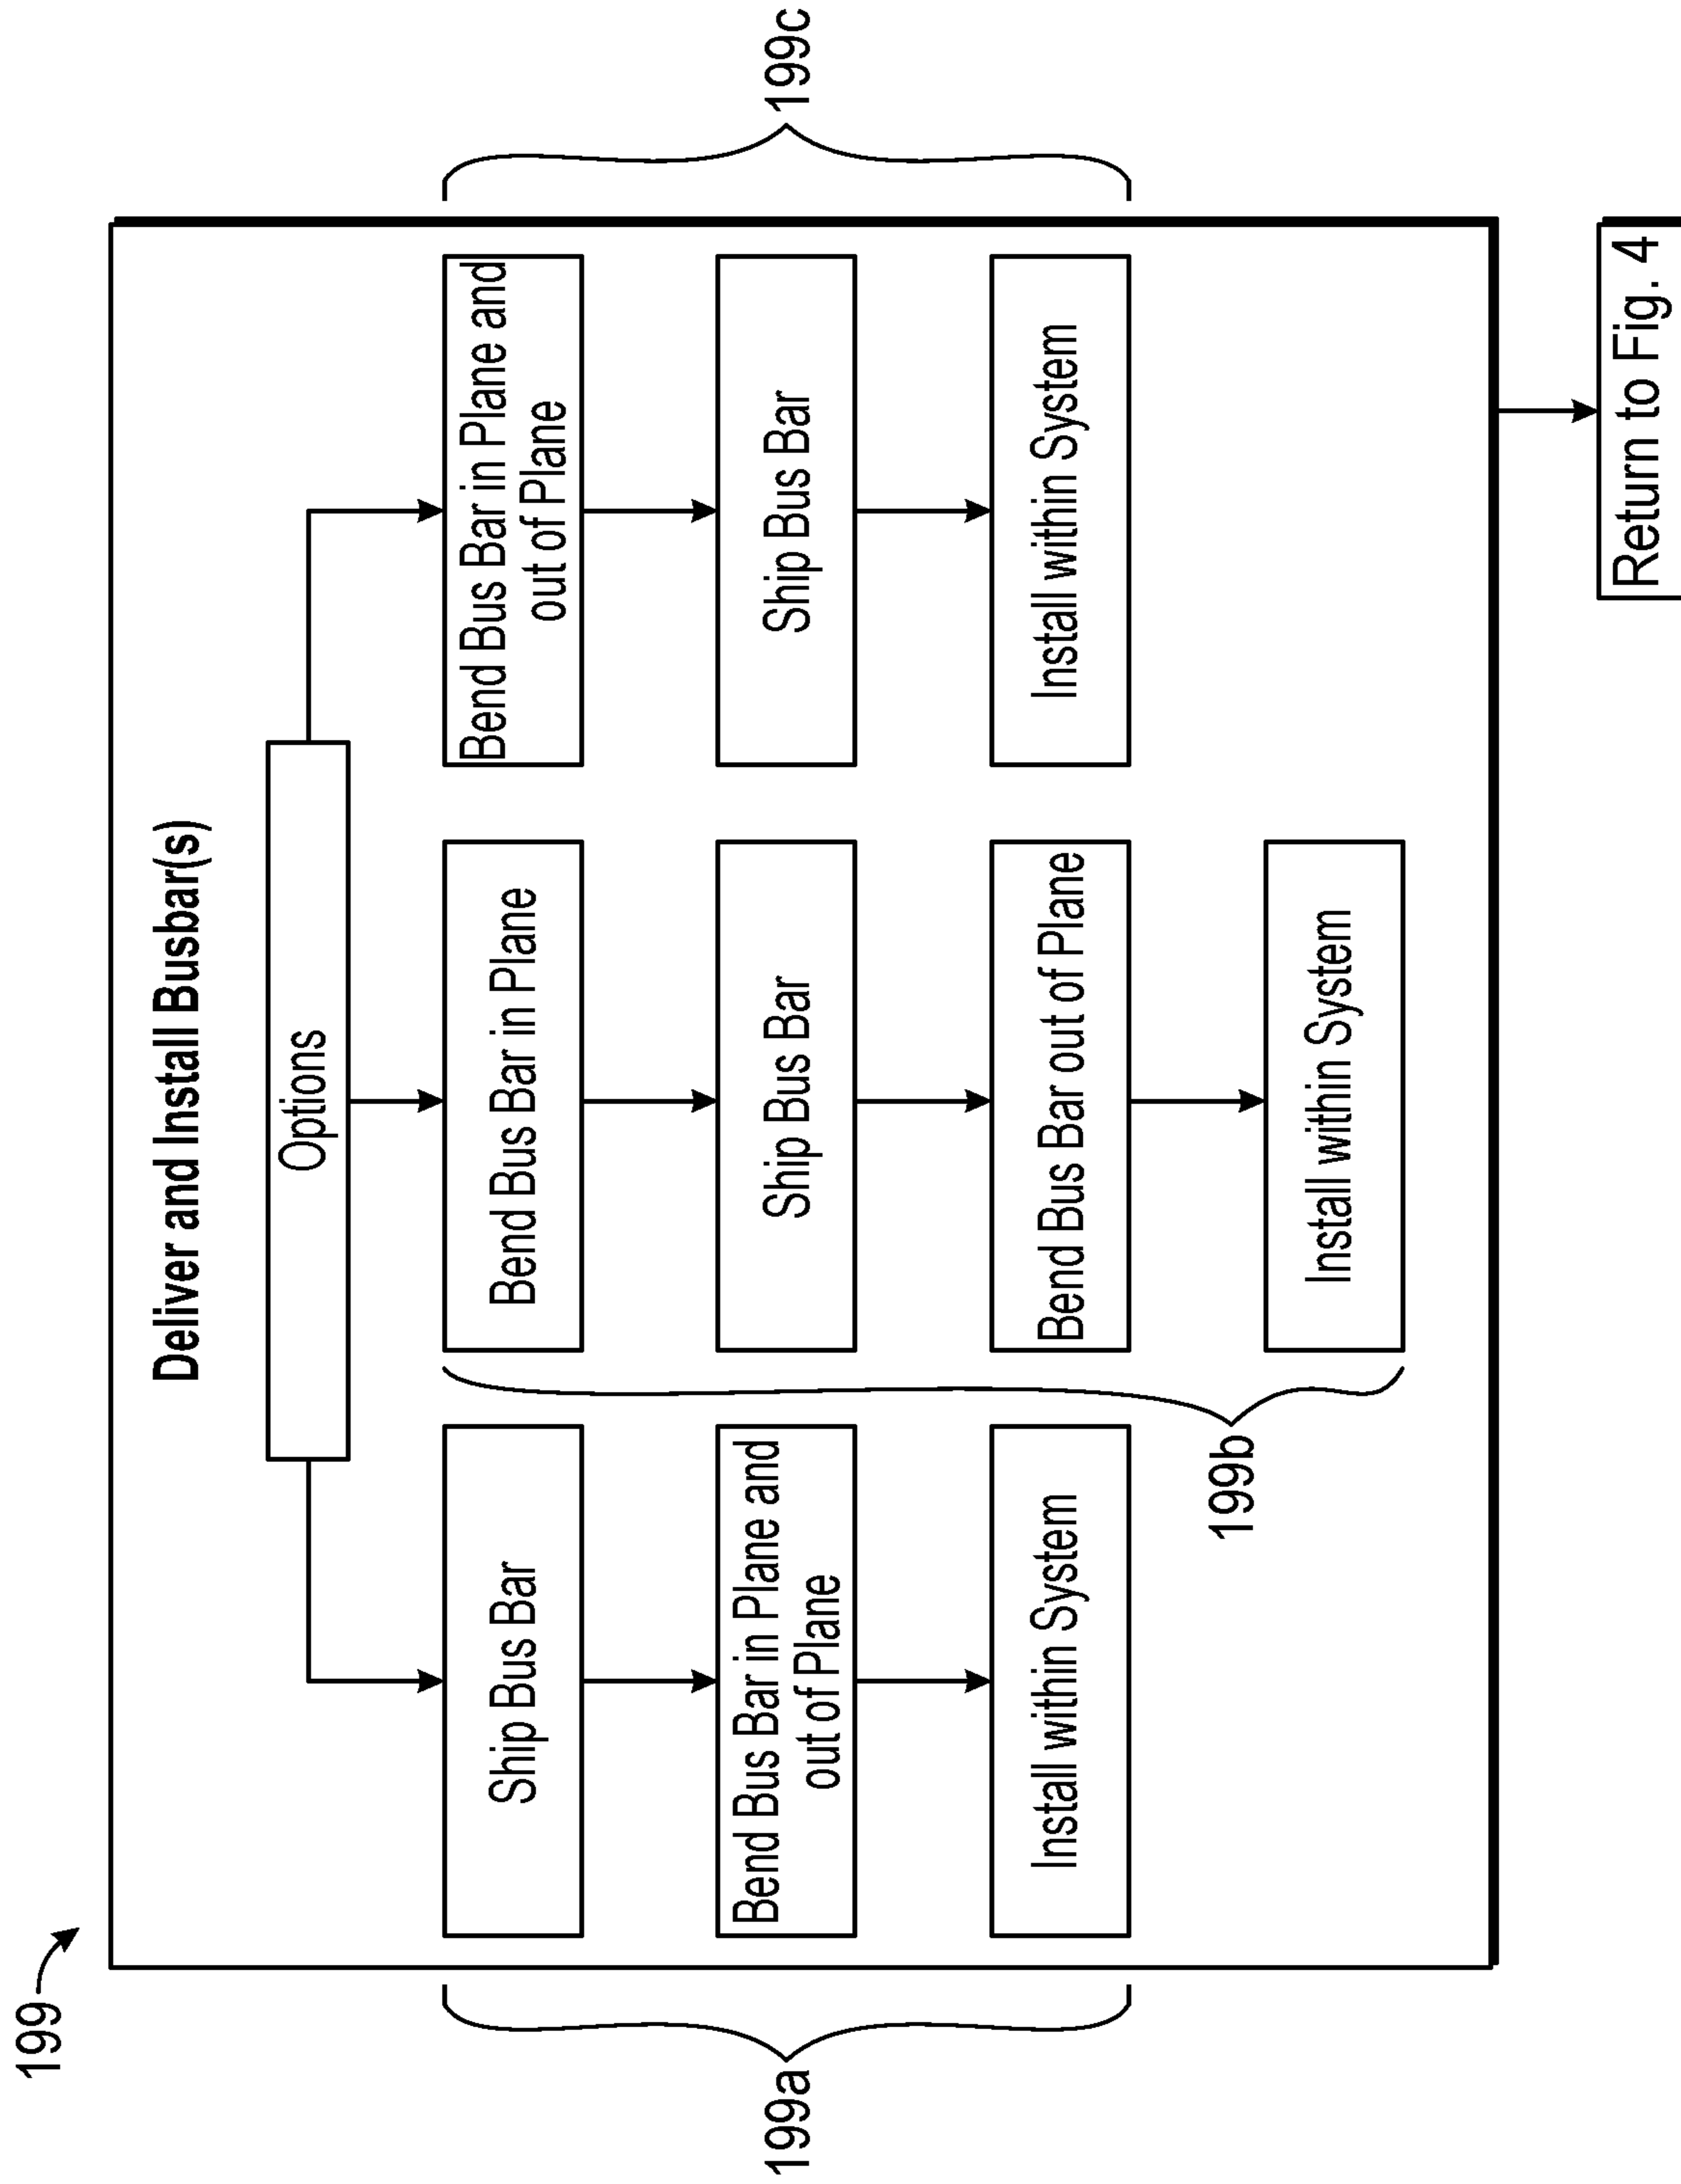 199
Deliver and Install Busbar(s)
Options
199a
Ship Bus Bar
Bend Bus Bar in Plane and
out of Plane
Install within System
199b
Bend Bus Bar in Plane
Ship Bus Bar
Bend Bus Bar out of Plane
Install within System
199c
Bend Bus Bar in Plane and
out of Plane
Ship Bus Bar
Install within System
Return to Fig. 4